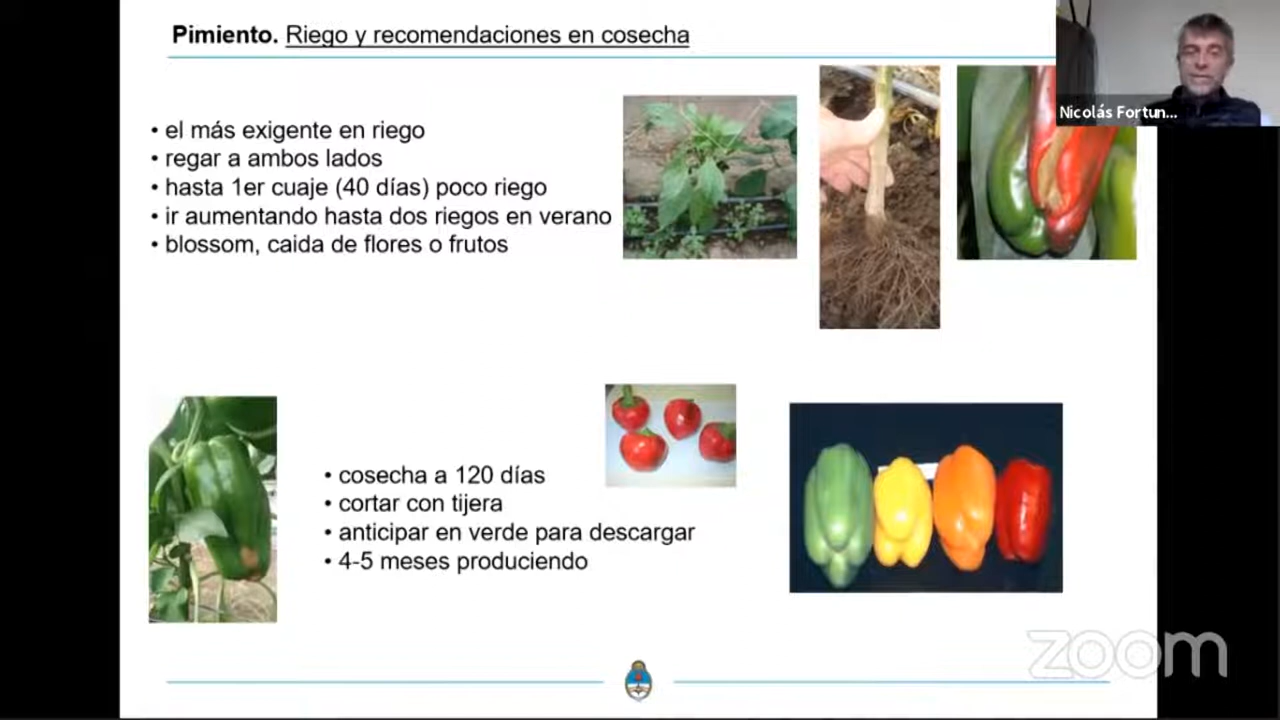 Pimiento. Riego y recomendaciones en cosecha
Nicolás Fortun...
• el más exigente en riego
• regar a ambos lados
• hasta 1er cuaje (40 días) poco riego
• ir aumentando hasta dos riegos en verano
• blossom, caida de flores o frutos
• cosecha a 120 días
• cortar con tijera
• anticipar en verde para descargar
• 4-5 meses produciendo
zoom